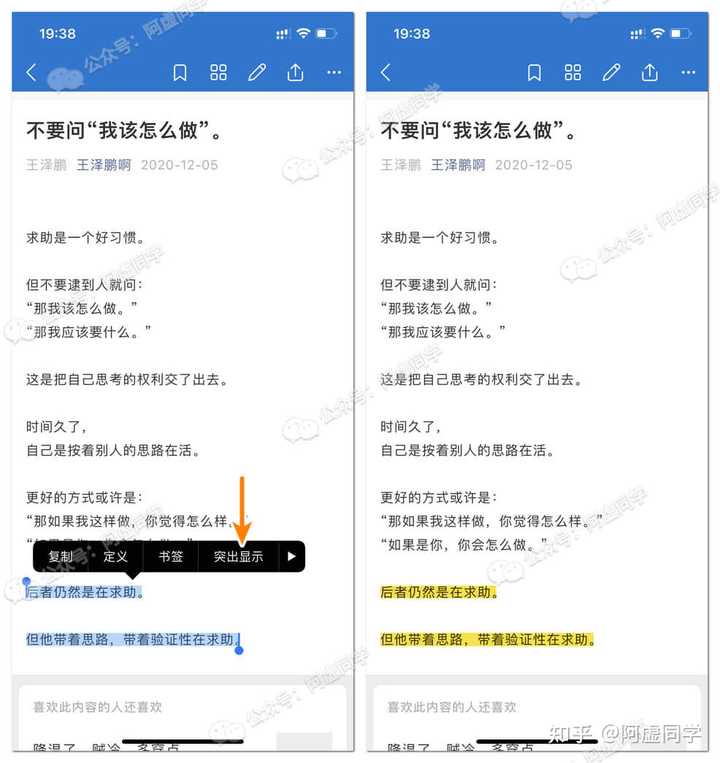 19:38
不要问“我该怎么做”。
王泽鹏 王泽鹏啊 2020-12-05
求助是一个好习惯。
但不要逮到人就问：
“那我该怎么做。”
“那我应该要什么。”
这是把自己思考的权利交了出去。
时间久了，
自己是按着别人的思路在活。
更好的方式或许是：
“那如果我这样做，你觉得怎么样。”
复制 定义 书签 突出显示
后者仍然是在求助。
但他带着思路，带着验证性在求助。
喜欢此内容的人还喜欢
降温了，贼冷，多穿点
19:38
不要问“我该怎么做”。
王泽鹏 王泽鹏啊 2020-12-05
求助是一个好习惯。
但不要逮到人就问：
“那我该怎么做。”
“那我应该要什么。”
这是把自己思考的权利交了出去。
时间久了，
自己是按着别人的思路在活。
更好的方式或许是：
“那如果我这样做，你觉得怎么样。”
“如果是你，你会怎么做。”
后者仍然是在求助。
但他带着思路，带着验证性在求助。
喜欢此内容的人还喜欢
降温了，贼冷，多穿点
知乎 @阿虚同学
公众号：阿虚同学